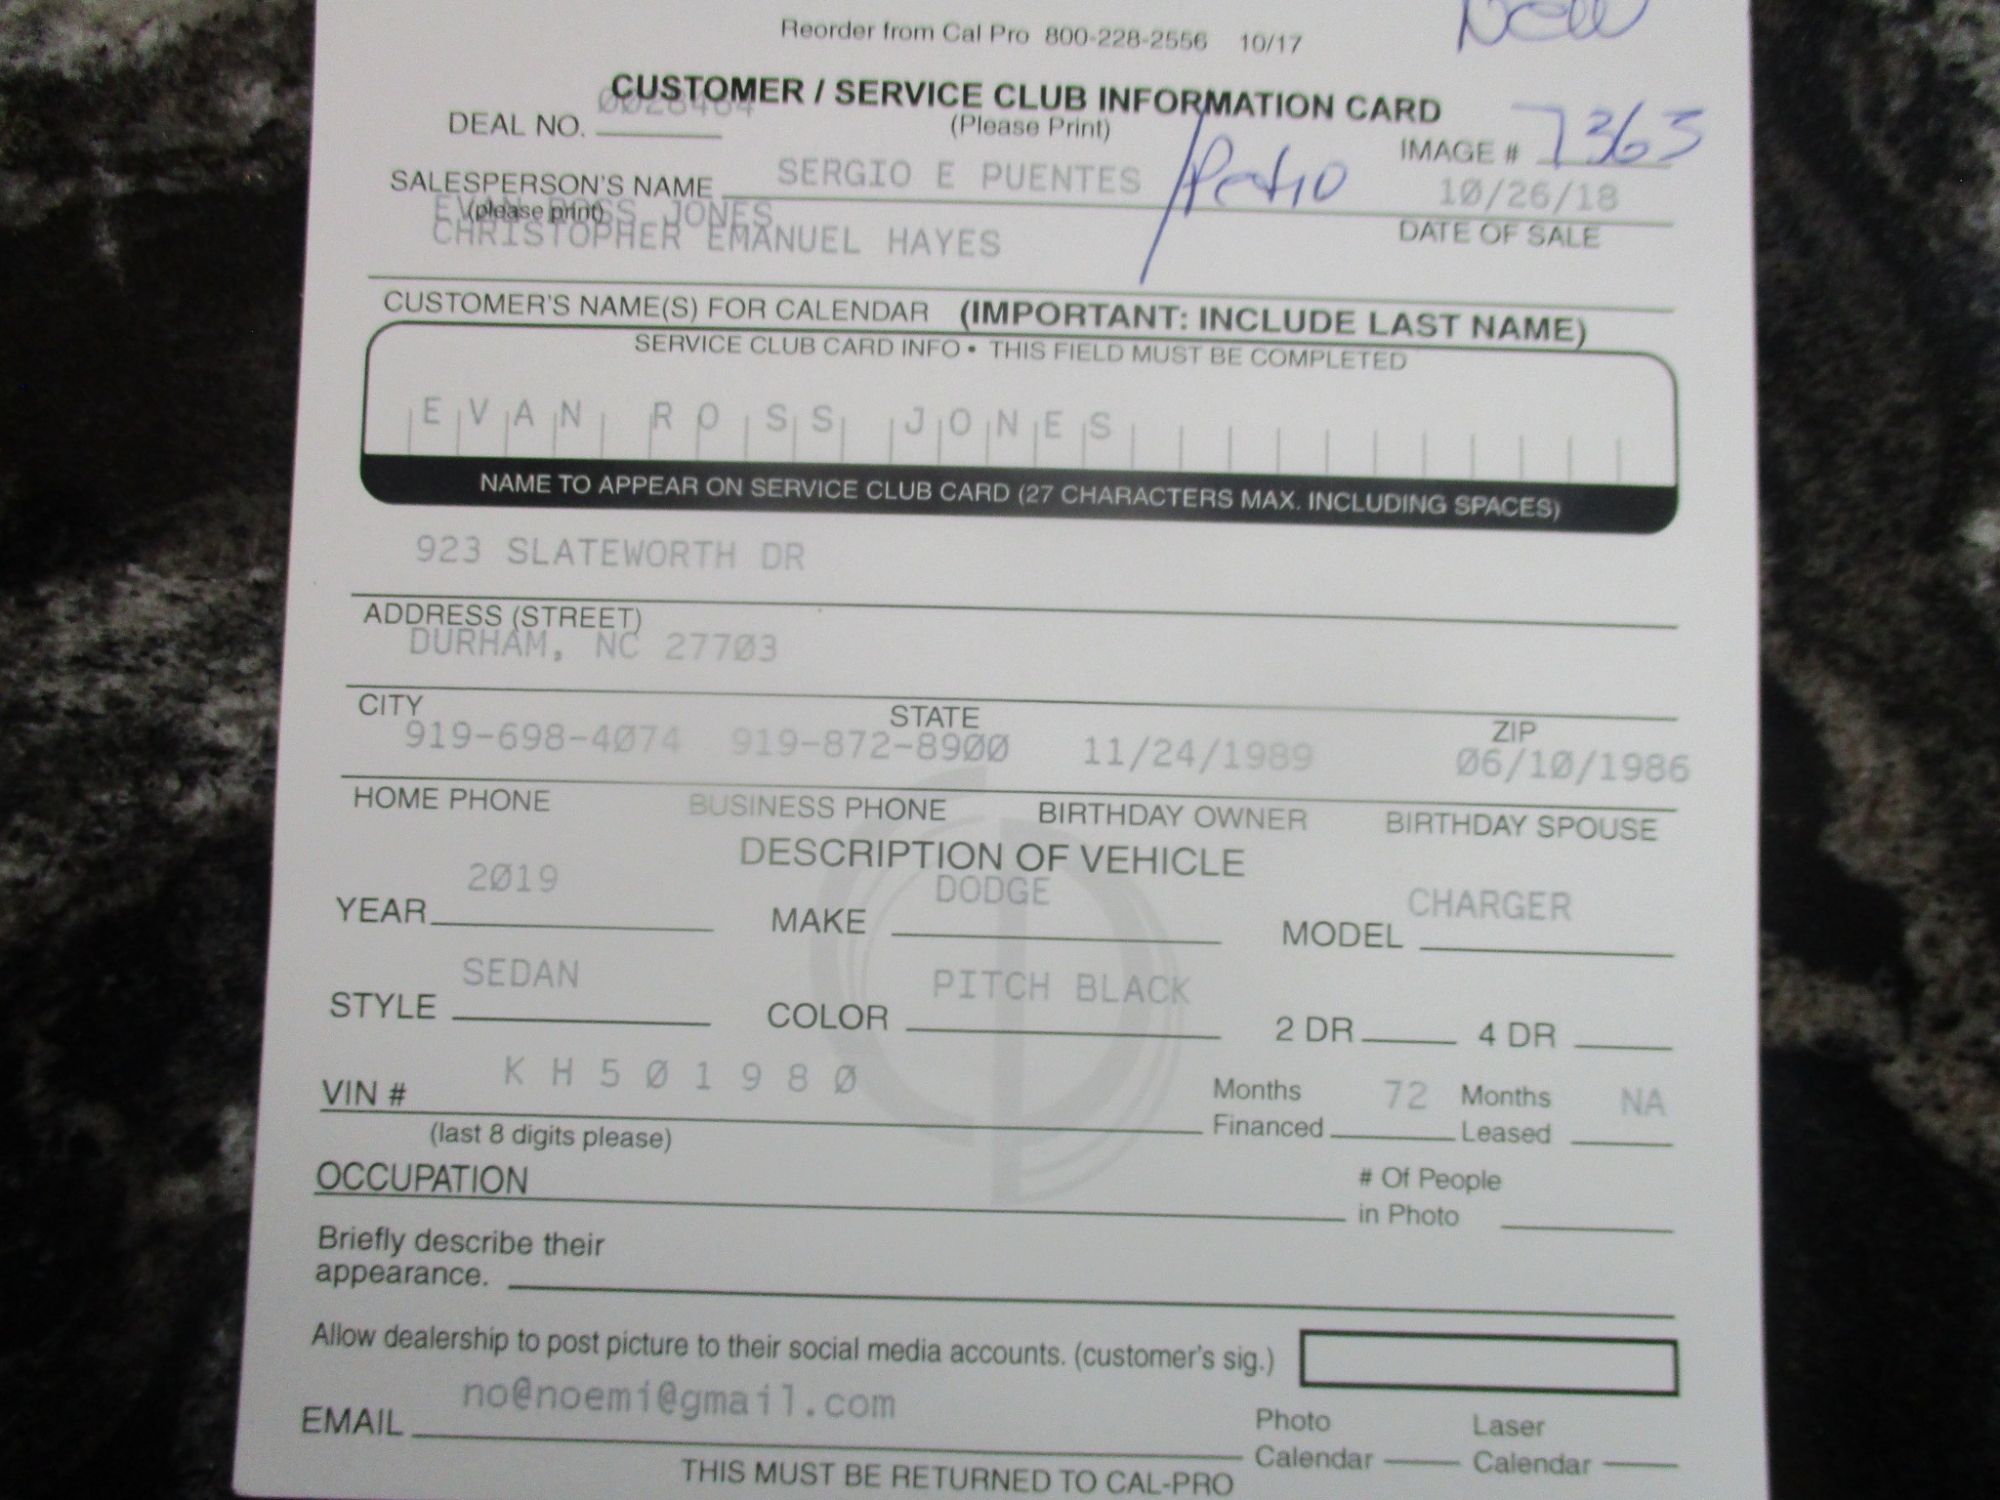 Reorder from Cal Pro 800-228-2556 10/17
CUSTOMER / SERVICE CLUB INFORMATION CARD
(Please Print)
DEAL NO. 0028464
IMAGE # 7363
SALESPERSON'S NAME SERGIO E PUENTES 10/26/18
(please print) DATE OF SALE
EVAN ROSS JONES
CHRISTOPHER EMANUEL HAYES
CUSTOMER'S NAME(S) FOR CALENDAR (IMPORTANT: INCLUDE LAST NAME)
SERVICE CLUB CARD INFO • THIS FIELD MUST BE COMPLETED
EVAN ROSS JONES
NAME TO APPEAR ON SERVICE CLUB CARD (27 CHARACTERS MAX. INCLUDING SPACES)
923 SLATEWORTH DR
ADDRESS (STREET)
DURHAM, NC 27703
CITY STATE ZIP
919-698-4074 919-872-8900 11/24/1989 06/10/1986
HOME PHONE BUSINESS PHONE BIRTHDAY OWNER BIRTHDAY SPOUSE
DESCRIPTION OF VEHICLE
YEAR 2019 MAKE DODGE MODEL CHARGER
STYLE SEDAN COLOR PITCH BLACK 2 DR 4 DR
VIN # K H 5 0 1 9 8 0 Months Financed 72 Months Leased NA
(last 8 digits please)
OCCUPATION # Of People in Photo
Briefly describe their
appearance.
Allow dealership to post picture to their social media accounts. (customer's sig.)
EMAIL no@noemi@gmail.com Photo Calendar Laser Calendar
THIS MUST BE RETURNED TO CAL-PRO